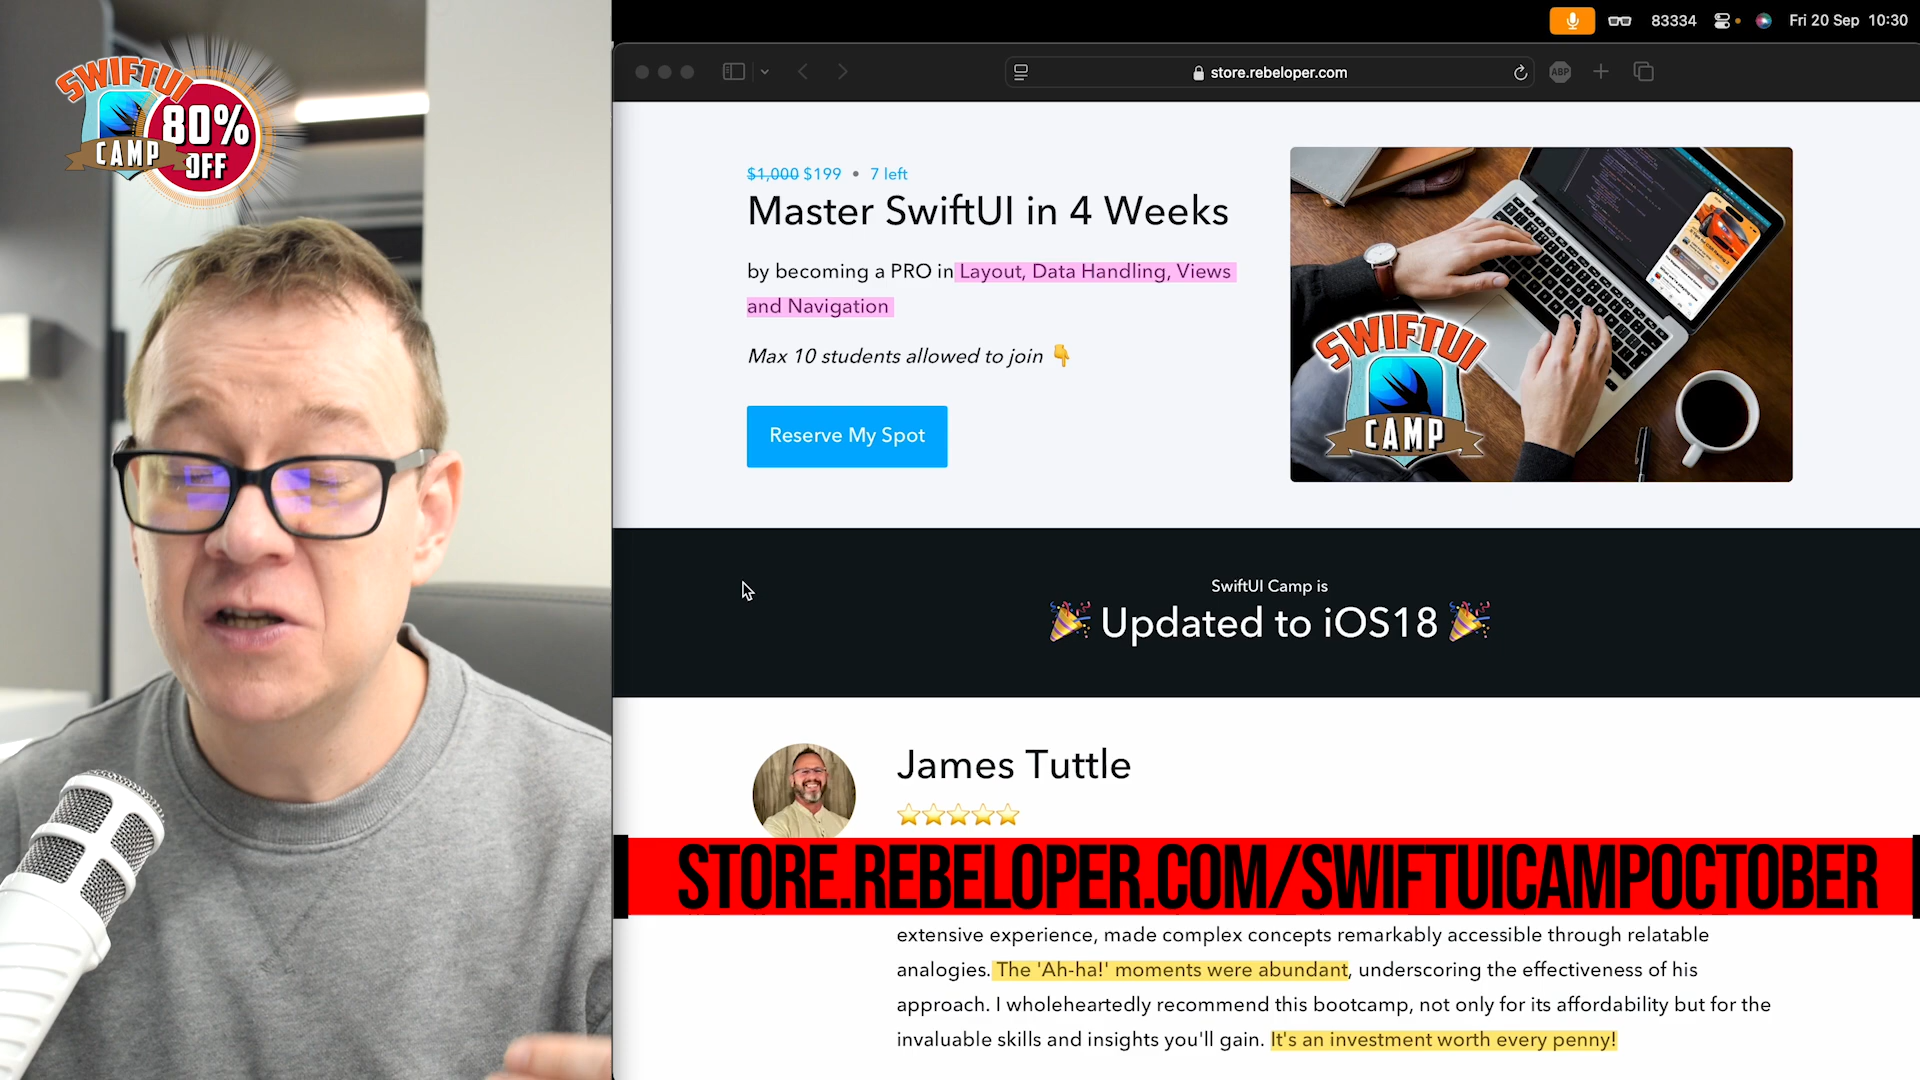 SWIFTUI
CAMP
80%
OFF
83334
Fri 20 Sep 10:30
store.rebeloper.com
ABP
$1,000 $199 • 7 left
Master SwiftUI in 4 Weeks
by becoming a PRO in Layout, Data Handling, Views
and Navigation
Max 10 students allowed to join 👇
Reserve My Spot
SWIFTUI
CAMP
SwiftUI Camp is
🎉 Updated to iOS18 🎉
James Tuttle
⭐⭐⭐⭐⭐
STORE.REBELOPER.COM/SWIFTUICAMPOCTOBER
extensive experience, made complex concepts remarkably accessible through relatable
analogies. The 'Ah-ha!' moments were abundant, underscoring the effectiveness of his
approach. I wholeheartedly recommend this bootcamp, not only for its affordability but for the
invaluable skills and insights you'll gain. It's an investment worth every penny!